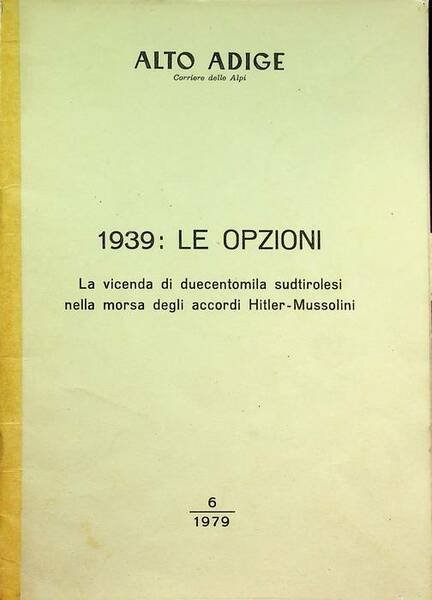 ALTO ADIGE
Corriere delle Alpi
1939: LE OPZIONI
La vicenda di duecentomila sudtirolesi
nella morsa degli accordi Hitler-Mussolini
6
1979